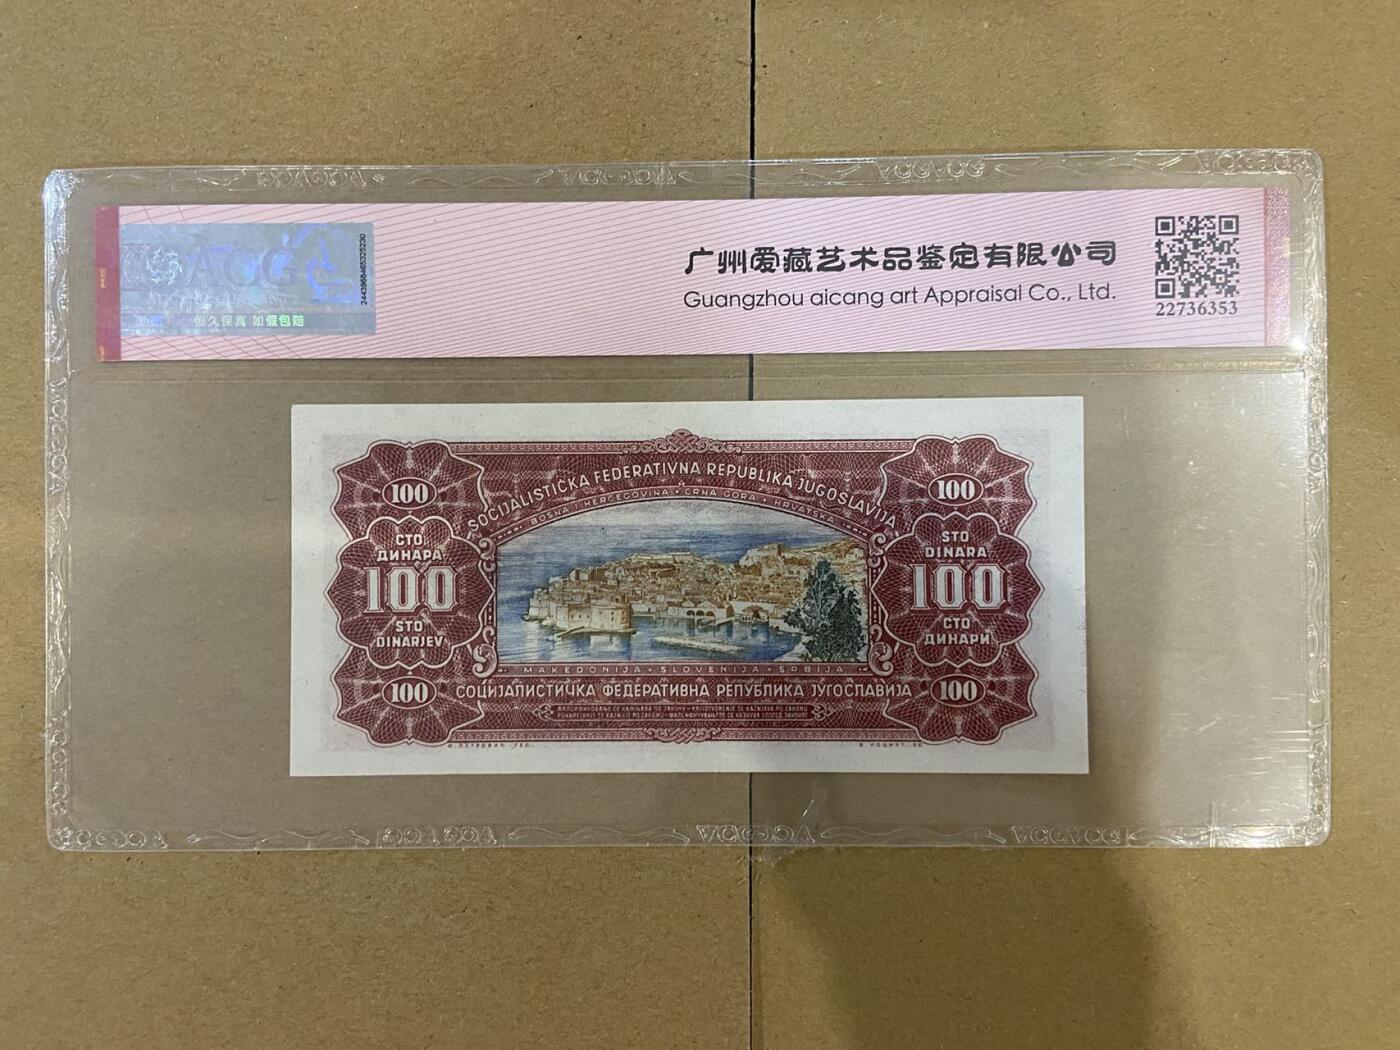 ACG
2443968465325230
恒久保真 如假包赔
广州爱藏艺术品鉴定有限公司
Guangzhou aicang art Appraisal Co., Ltd.
22736353
SOCIJALISTIČKA FEDERATIVNA REPUBLIKA JUGOSLAVIJA
BOSNA I HERCEGOVINA • CRNA GORA • HRVATSKA
100
100
СТО
ДИНАРА
100
STO
DINARJEV
STO
DINARA
100
СТО
ДИНАРИ
MAKEDONIJA • SLOVENIJA • SRBIJA
100
СОЦИЈАЛИСТИЧКА ФЕДЕРАТИВНА РЕПУБЛИКА ЈУГОСЛАВИЈА
100